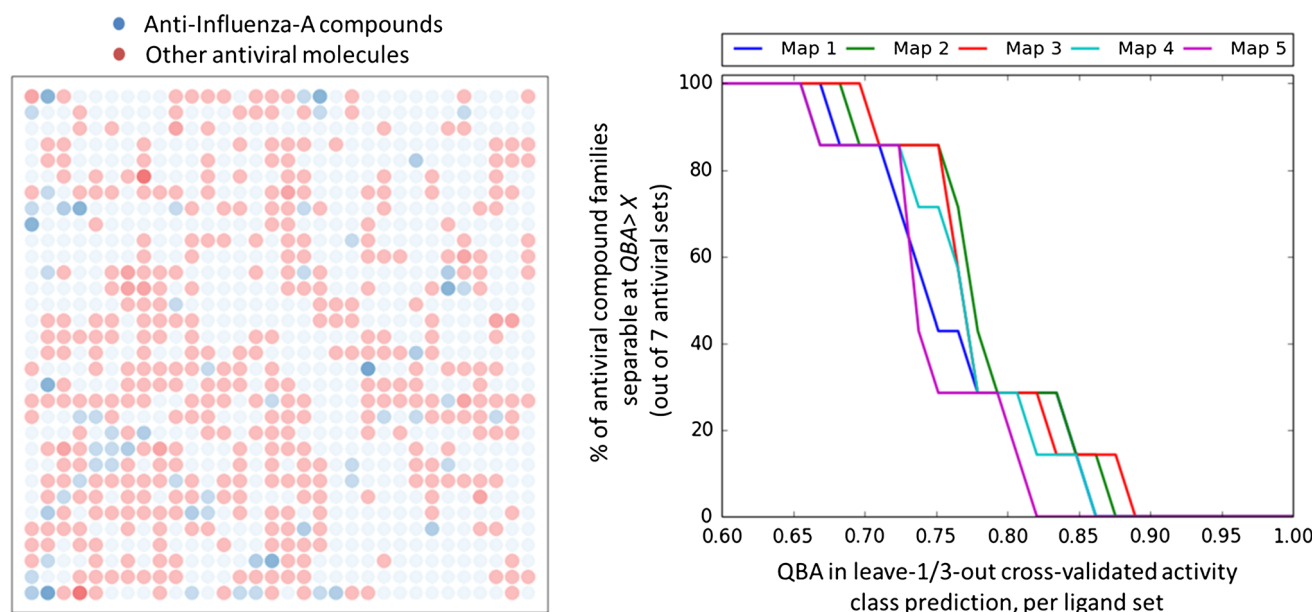 Anti-Influenza-A compounds
Other antiviral molecules
Map 1 Map 2 Map 3 Map 4 Map 5
% of antiviral compound families
separable at QBA> X
(out of 7 antiviral sets)
100
80
60
40
20
0
0.60 0.65 0.70 0.75 0.80 0.85 0.90 0.95 1.00
QBA in leave-1/3-out cross-validated activity
class prediction, per ligand set